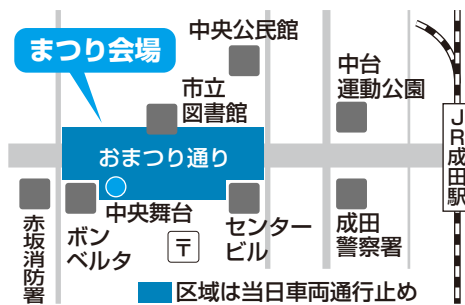 まつり会場
中央公民館
市立
図書館
中台
運動公園
JR成田駅
おまつり通り
中央舞台
赤坂消防署
ボン
ベルタ
〒
センター
ビル
成田
警察署
区域は当日車両通行止め